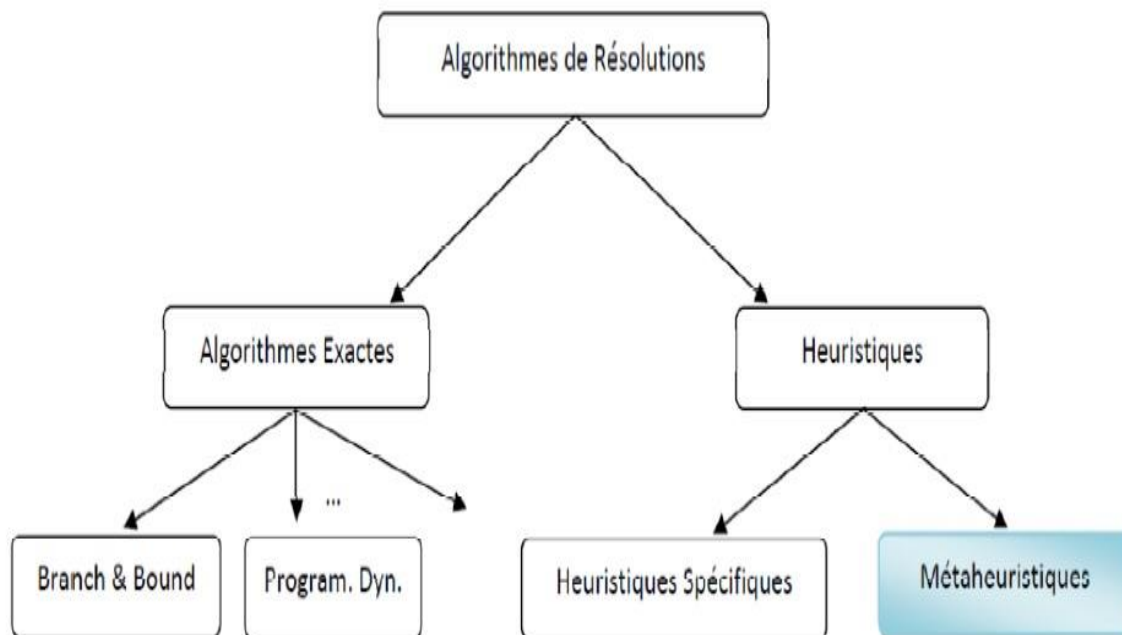 Algorithmes de Résolutions
Algorithmes Exactes
Heuristiques
...
Branch & Bound
Program. Dyn.
Heuristiques Spécifiques
Métaheuristiques